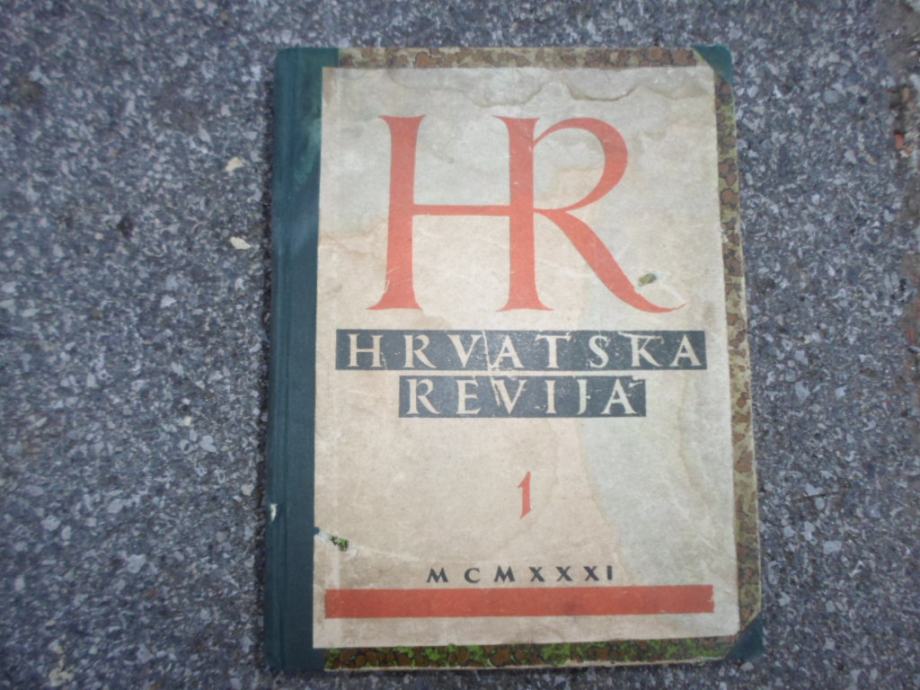 HR
HRVATSKA
REVIJA
1
MCMXXXI